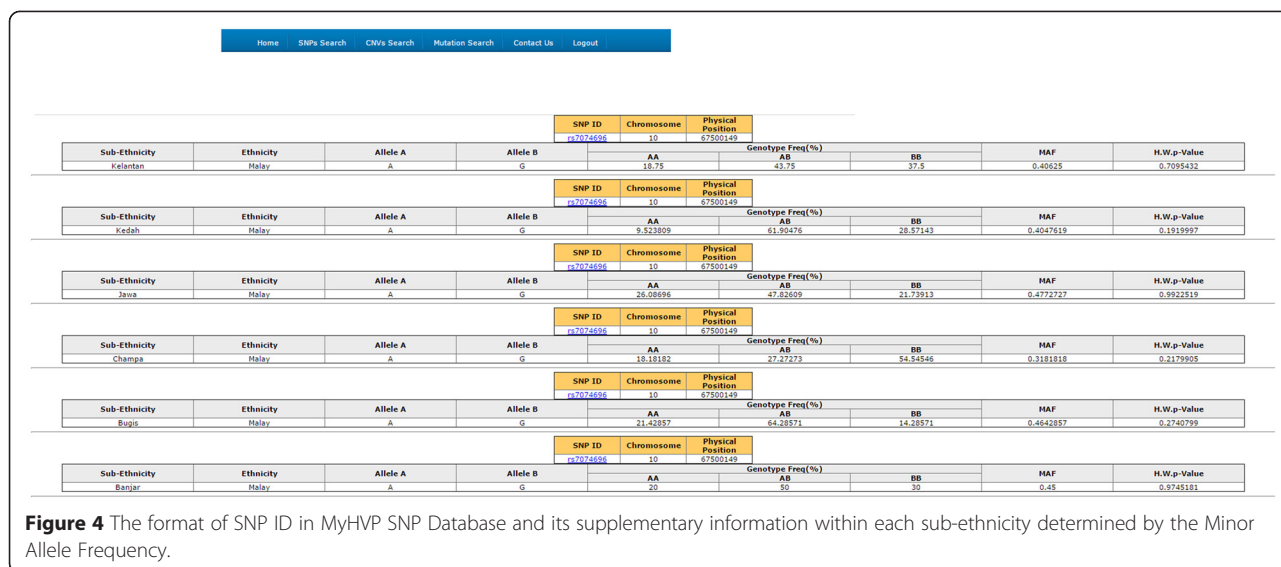 Home SNPs Search CNVs Search Mutation Search Contact Us Logout
SNP ID Chromosome Physical Position
rs7074696 10 67500149
Sub-Ethnicity Ethnicity Allele A Allele B Genotype Freq(%) MAF H.W.p-Value
AA AB BB
Kelantan Malay A G 18.75 43.75 37.5 0.40625 0.7095432
SNP ID Chromosome Physical Position
rs7074696 10 67500149
Sub-Ethnicity Ethnicity Allele A Allele B Genotype Freq(%) MAF H.W.p-Value
AA AB BB
Kedah Malay A G 9.523809 61.90476 28.57143 0.4047619 0.1919997
SNP ID Chromosome Physical Position
rs7074696 10 67500149
Sub-Ethnicity Ethnicity Allele A Allele B Genotype Freq(%) MAF H.W.p-Value
AA AB BB
Jawa Malay A G 26.08696 47.82609 21.73913 0.4772727 0.9922519
SNP ID Chromosome Physical Position
rs7074696 10 67500149
Sub-Ethnicity Ethnicity Allele A Allele B Genotype Freq(%) MAF H.W.p-Value
AA AB BB
Champa Malay A G 18.18182 27.27273 54.54546 0.3181818 0.2179905
SNP ID Chromosome Physical Position
rs7074696 10 67500149
Sub-Ethnicity Ethnicity Allele A Allele B Genotype Freq(%) MAF H.W.p-Value
AA AB BB
Bugis Malay A G 21.42857 64.28571 14.28571 0.4642857 0.2740799
SNP ID Chromosome Physical Position
rs7074696 10 67500149
Sub-Ethnicity Ethnicity Allele A Allele B Genotype Freq(%) MAF H.W.p-Value
AA AB BB
Banjar Malay A G 20 50 30 0.45 0.9745181
Figure 4 The format of SNP ID in MyHVP SNP Database and its supplementary information within each sub-ethnicity determined by the Minor
Allele Frequency.